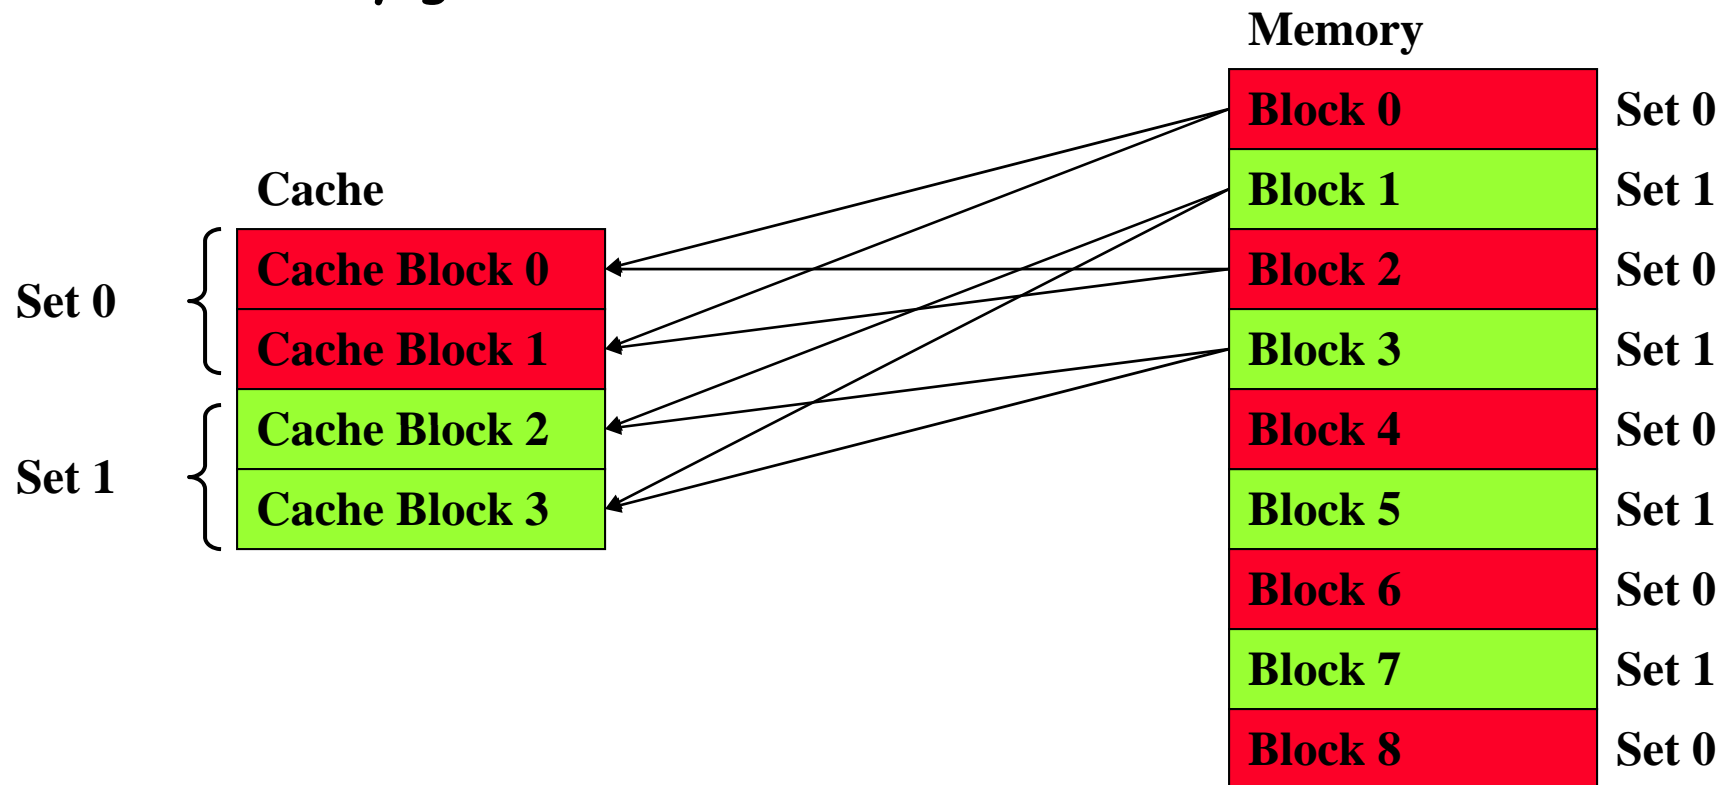 Memory
Block 0 Set 0
Cache Block 1 Set 1
Cache Block 0 Block 2 Set 0
Set 0
Cache Block 1 Block 3 Set 1
Cache Block 2 Block 4 Set 0
Set 1
Cache Block 3 Block 5 Set 1
Block 6 Set 0
Block 7 Set 1
Block 8 Set 0